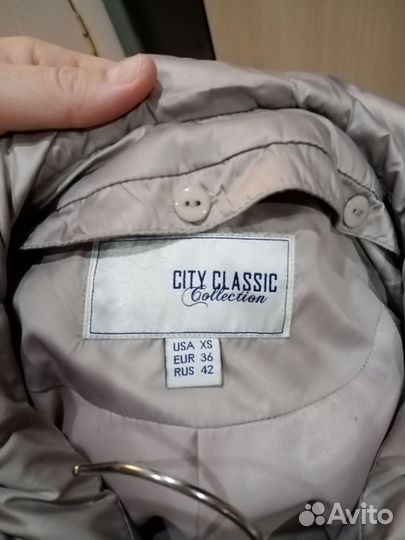 CITY CLASSIC
Collection
USA XS
EUR 36
RUS 42
Avito